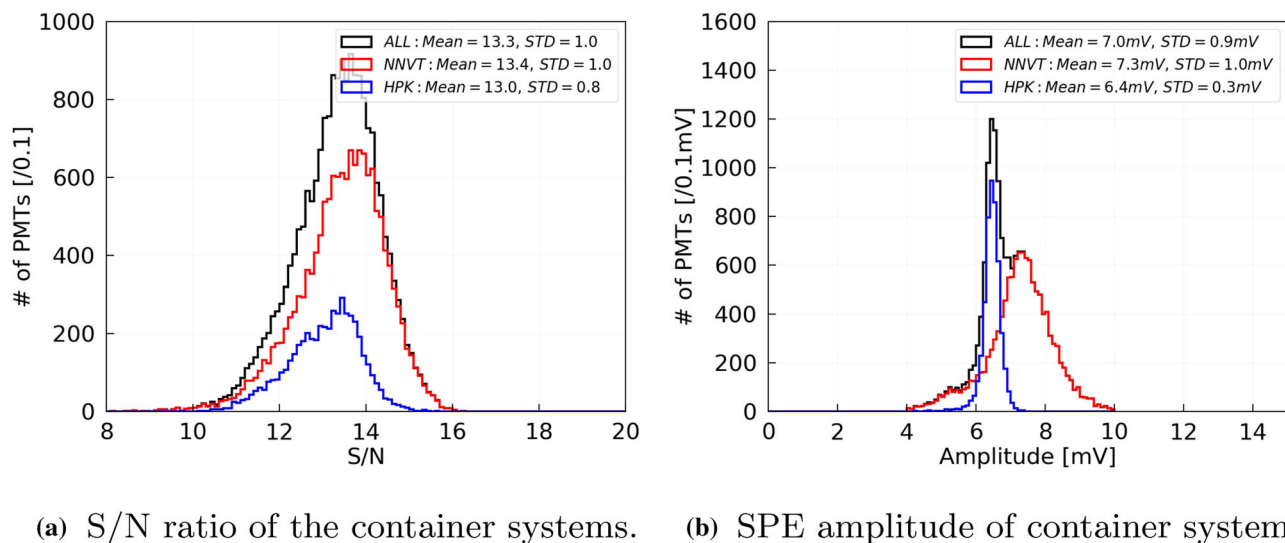 1000
800
600
400
200
0
# of PMTs [/0.1]
ALL: Mean = 13.3, STD = 1.0
NNVT: Mean = 13.4, STD = 1.0
HPK: Mean = 13.0, STD = 0.8
8 10 12 14 16 18 20
S/N
(a) S/N ratio of the container systems.
1600
1400
1200
1000
800
600
400
200
0
# of PMTs [/0.1mV]
ALL: Mean = 7.0mV, STD = 0.9mV
NNVT: Mean = 7.3mV, STD = 1.0mV
HPK: Mean = 6.4mV, STD = 0.3mV
0 2 4 6 8 10 12 14
Amplitude [mV]
(b) SPE amplitude of container system